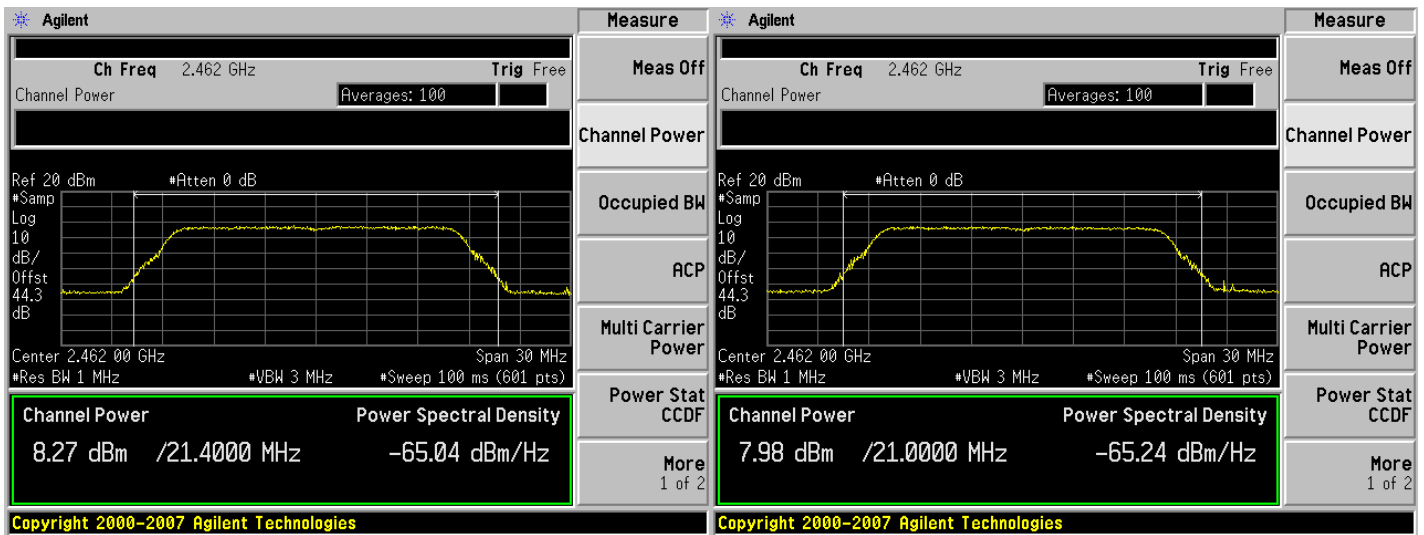 Agilent
Measure
Ch Freq 2.462 GHz Trig Free
Meas Off
Channel Power Averages: 100
Channel Power
Ref 20 dBm #Atten 0 dB
#Samp
Log
10
dB/
Offst
44.3
dB
Occupied BW
ACP
Multi Carrier
Power
Center 2.462 00 GHz Span 30 MHz
#Res BW 1 MHz #VBW 3 MHz #Sweep 100 ms (601 pts)
Power Stat
CCDF
Channel Power Power Spectral Density
8.27 dBm /21.4000 MHz -65.04 dBm/Hz
More
1 of 2
Copyright 2000-2007 Agilent Technologies
Agilent
Measure
Ch Freq 2.462 GHz Trig Free
Meas Off
Channel Power Averages: 100
Channel Power
Ref 20 dBm #Atten 0 dB
#Samp
Log
10
dB/
Offst
44.3
dB
Occupied BW
ACP
Multi Carrier
Power
Center 2.462 00 GHz Span 30 MHz
#Res BW 1 MHz #VBW 3 MHz #Sweep 100 ms (601 pts)
Power Stat
CCDF
Channel Power Power Spectral Density
7.98 dBm /21.0000 MHz -65.24 dBm/Hz
More
1 of 2
Copyright 2000-2007 Agilent Technologies